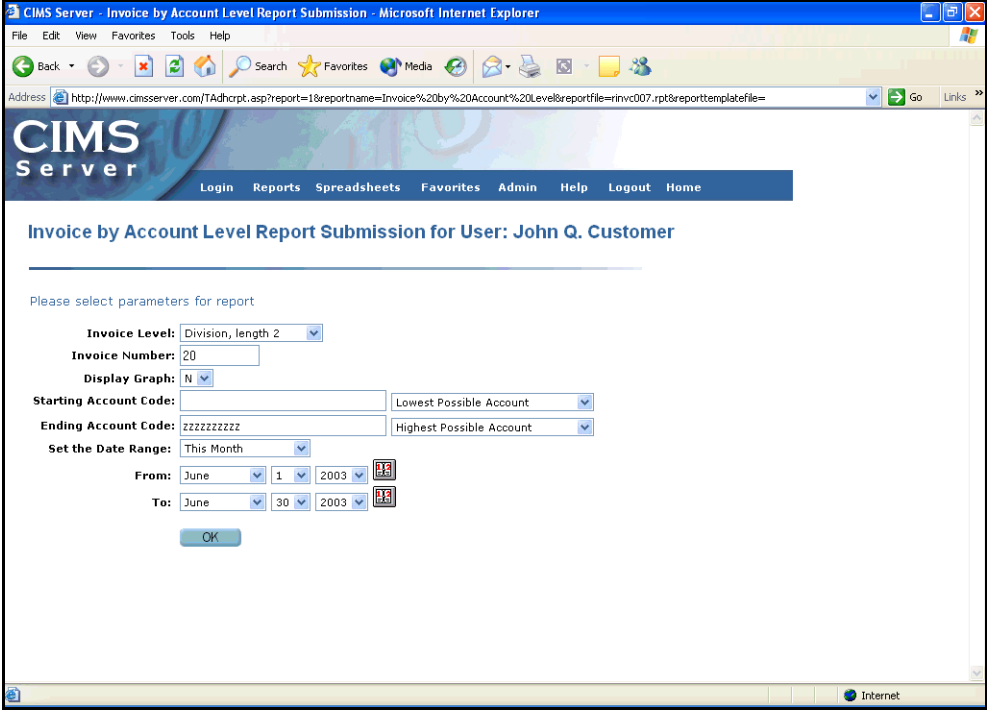 CIMS Server - Invoice by Account Level Report Submission - Microsoft Internet Explorer
File Edit View Favorites Tools Help
Back Search Favorites Media
Address http://www.cimsserver.com/TAdhcrpt.asp?report=1&reportname=Invoice%20by%20Account%20Level&reportfile=rinvc007.rpt&reporttemplatefile= Go Links »
CIMS
Server
Login Reports Spreadsheets Favorites Admin Help Logout Home
Invoice by Account Level Report Submission for User: John Q. Customer
Please select parameters for report
Invoice Level: Division, length 2
Invoice Number: 20
Display Graph: N
Starting Account Code: Lowest Possible Account
Ending Account Code: zzzzzzzzzz Highest Possible Account
Set the Date Range: This Month
From: June 1 2003
To: June 30 2003
OK
Internet